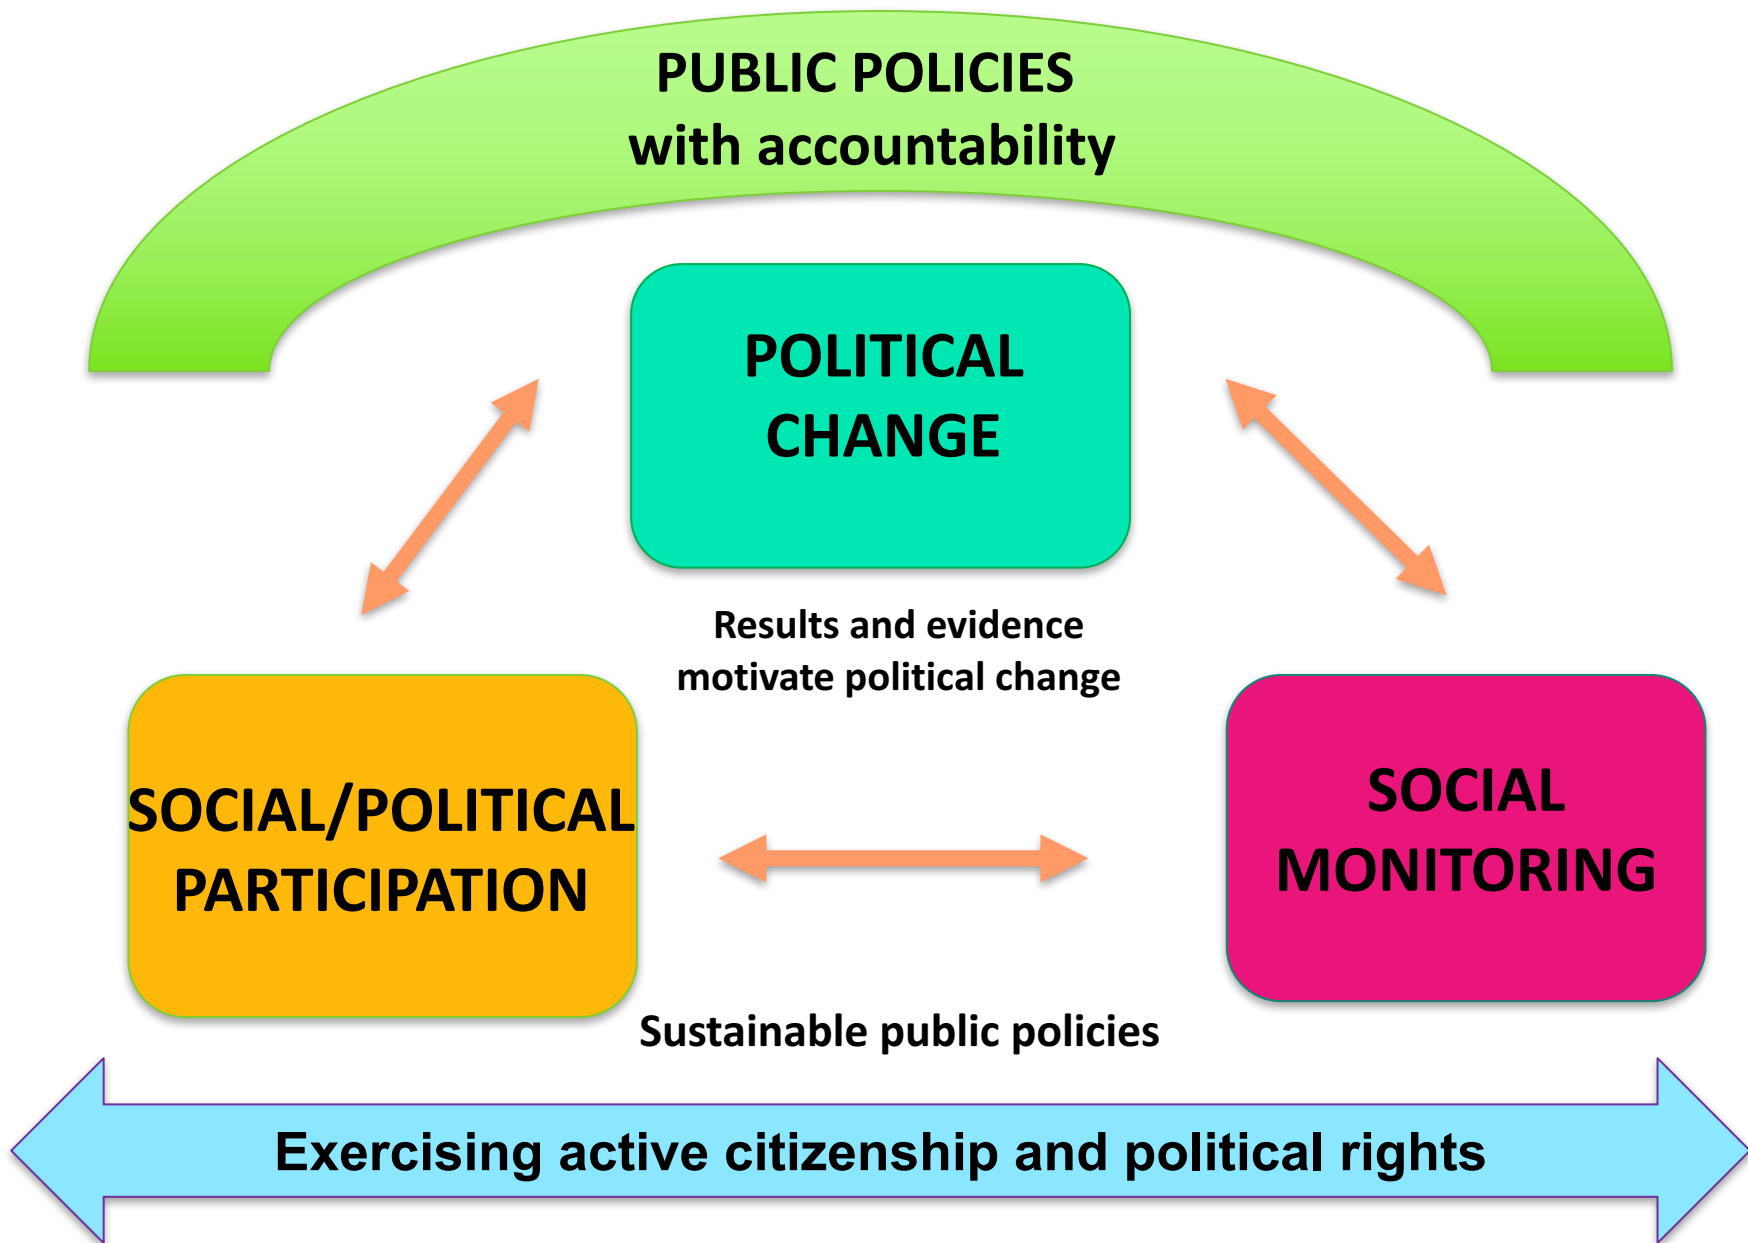 PUBLIC POLICIES
with accountability
POLITICAL
CHANGE
Results and evidence
motivate political change
SOCIAL/POLITICAL
PARTICIPATION
SOCIAL
MONITORING
Sustainable public policies
Exercising active citizenship and political rights